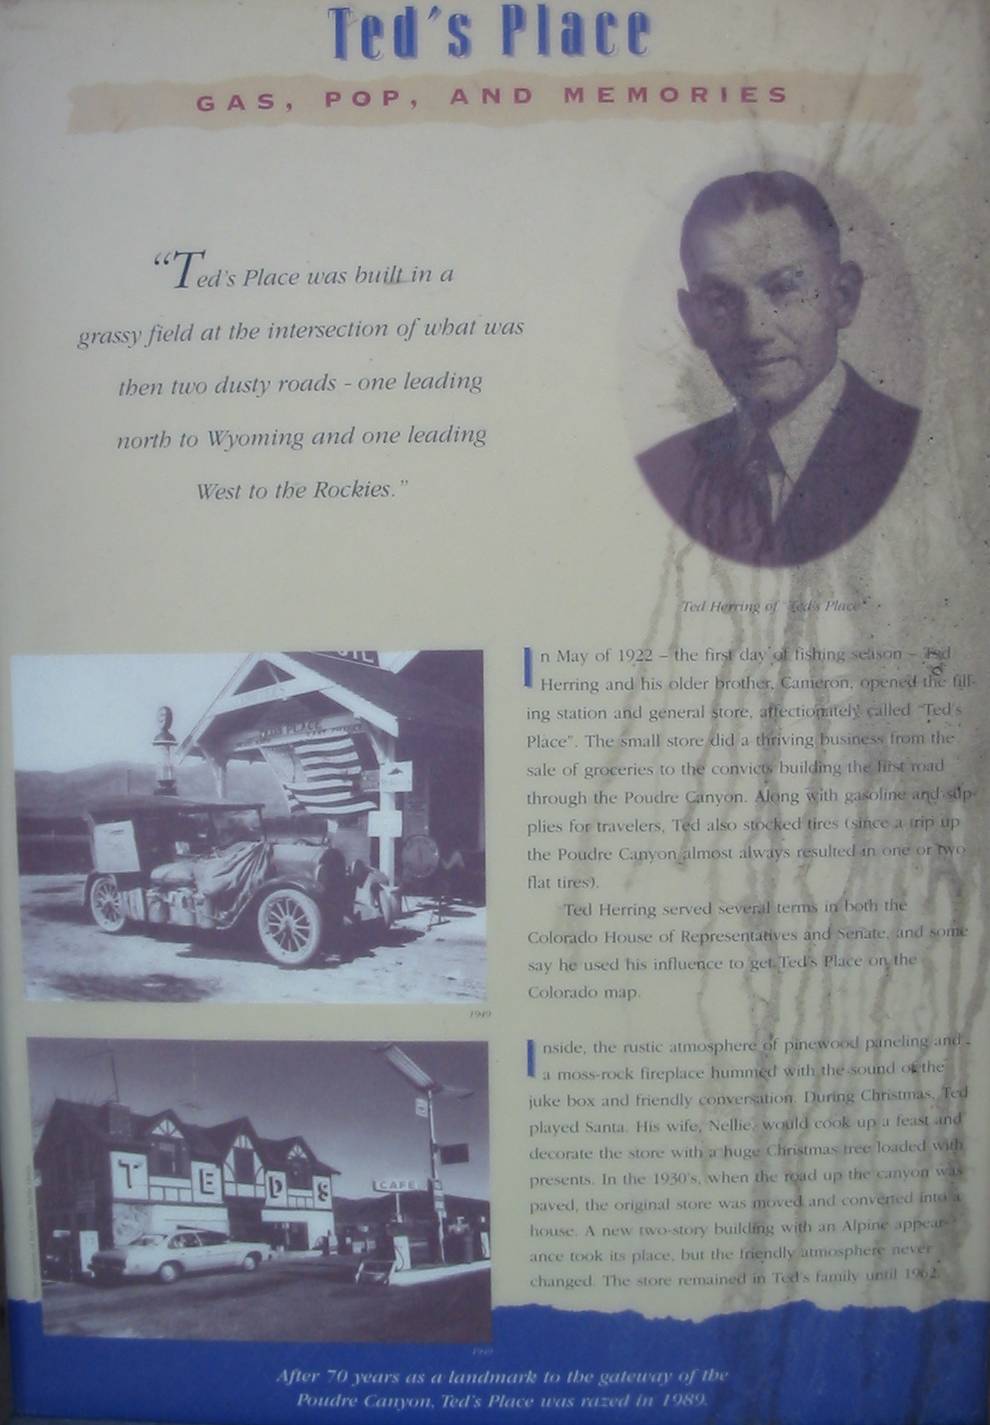 Ted's Place
GAS, POP, AND MEMORIES
"Ted's Place was built in a
grassy field at the intersection of what was
then two dusty roads - one leading
north to Wyoming and one leading
West to the Rockies."
Ted Herring of "Ted's Place"
In May of 1922 – the first day of fishing season – Ted
Herring and his older brother, Cameron, opened the fill-
ing station and general store, affectionately called "Ted's
Place". The small store did a thriving business from the
sale of groceries to the convicts building the first road
through the Poudre Canyon. Along with gasoline and sup-
plies for travelers, Ted also stocked tires (since a trip up
the Poudre Canyon almost always resulted in one or two
flat tires).
Ted Herring served several terms in both the
Colorado House of Representatives and Senate, and some
say he used his influence to get Ted's Place on the
Colorado map.
1949
Inside, the rustic atmosphere of pinewood paneling and
a moss-rock fireplace hummed with the sound of the
juke box and friendly conversation. During Christmas, Ted
played Santa. His wife, Nellie, would cook up a feast and
decorate the store with a huge Christmas tree loaded with
presents. In the 1930's, when the road up the canyon was
paved, the original store was moved and converted into a
house. A new two-story building with an Alpine appear-
ance took its place, but the friendly atmosphere never
changed. The store remained in Ted's family until 1962.
TEDS
CAFE
After 70 years as a landmark to the gateway of the
Poudre Canyon, Ted's Place was razed in 1989.